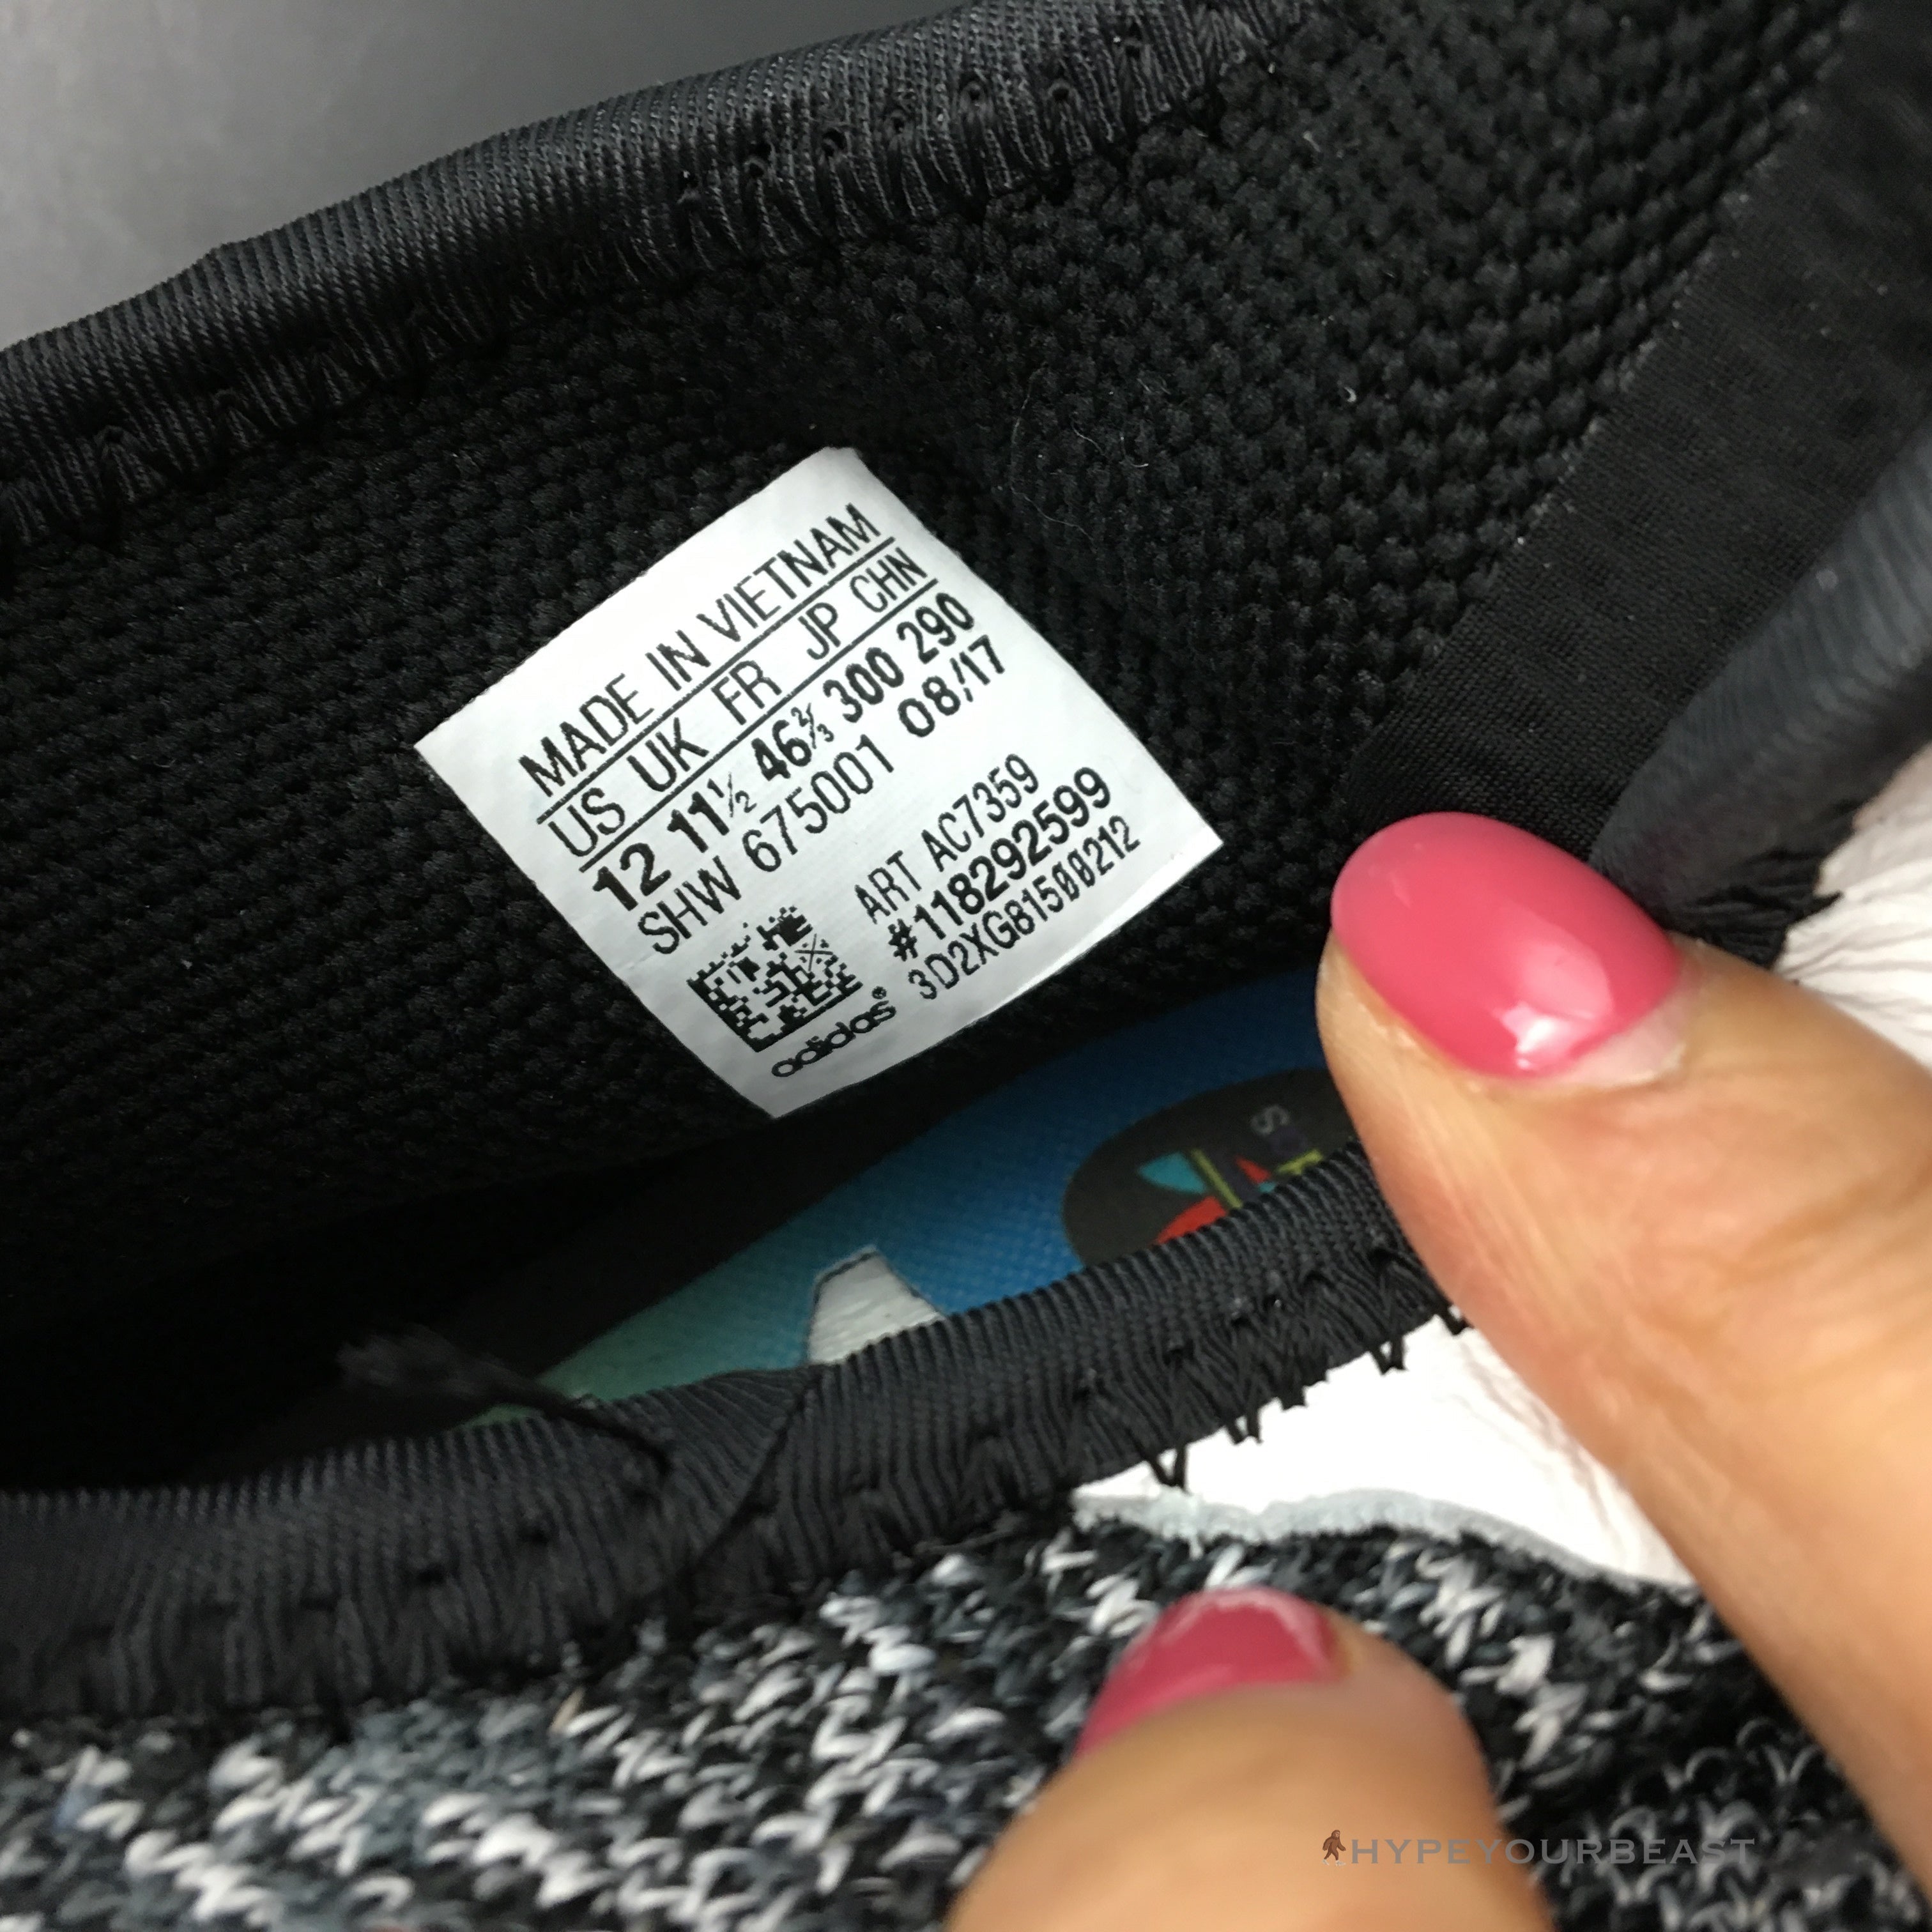 MADE IN VIETNAM
US UK FR JP CHN
12 11½ 46⅔ 300 290
SHW 675001 08/17
ART AC7359
#118292599
3D2XG81500212
adidas®
HYPEYOURBEAST